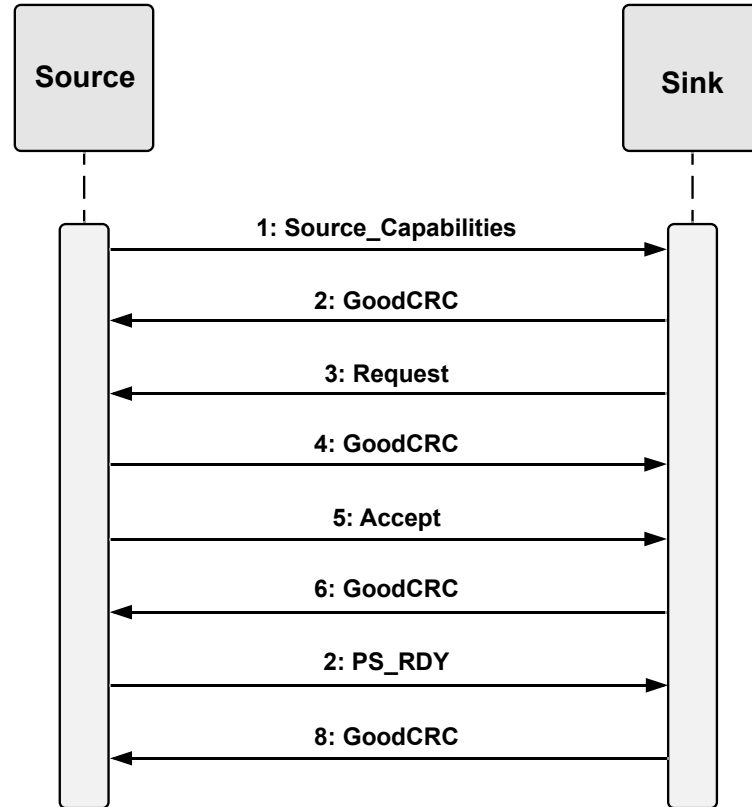 Source
Sink
1: Source_Capabilities
2: GoodCRC
3: Request
4: GoodCRC
5: Accept
6: GoodCRC
2: PS_RDY
8: GoodCRC